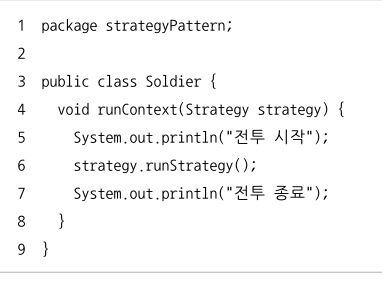 1 package strategyPattern;
2
3 public class Soldier {
4   void runContext(Strategy strategy) {
5     System.out.println("전투 시작");
6     strategy.runStrategy();
7     System.out.println("전투 종료");
8   }
9 }